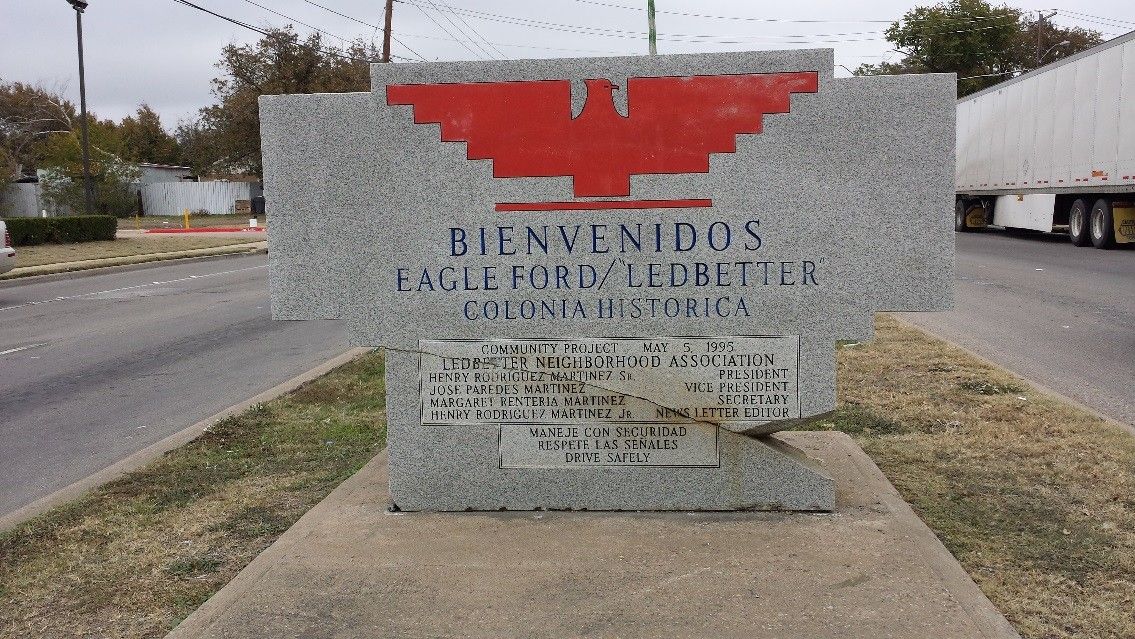 BIENVENIDOS
EAGLE FORD/"LEDBETTER"
COLONIA HISTORICA
COMMUNITY PROJECT MAY 5, 1995
LEDBETTER NEIGHBORHOOD ASSOCIATION
HENRY RODRIGUEZ MARTINEZ SR. PRESIDENT
JOSE PAREDES MARTINEZ VICE PRESIDENT
MARGARET RENTERIA MARTINEZ SECRETARY
HENRY RODRIGUEZ MARTINEZ JR. NEWS LETTER EDITOR
MANEJE CON SEGURIDAD
RESPETE LAS SEÑALES
DRIVE SAFELY